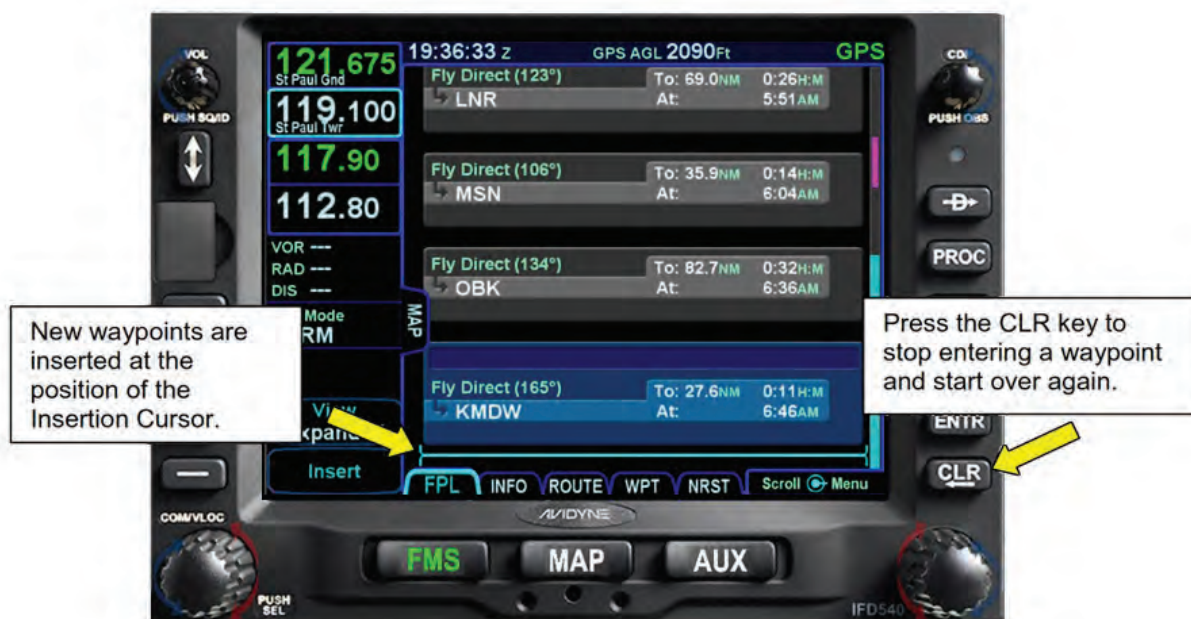 VOL
PUSH SQ/ID
121.675
St Paul Gnd
119.100
St Paul Twr
117.90
112.80
VOR ---
RAD ---
DIS ---
Mode
RM
View
xpan
Insert
19:36:33 Z GPS AGL 2090Ft GPS
Fly Direct (123°) To: 69.0NM 0:26H:M
LNR At: 5:51AM
Fly Direct (106°) To: 35.9NM 0:14H:M
MSN At: 6:04AM
Fly Direct (134°) To: 82.7NM 0:32H:M
OBK At: 6:36AM
Fly Direct (165°) To: 27.6NM 0:11H:M
KMDW At: 6:46AM
MAP
FPL INFO ROUTE WPT NRST Scroll Menu
CDI
PUSH OBS
D
PROC
ENTR
CLR
New waypoints are
inserted at the
position of the
Insertion Cursor.
Press the CLR key to
stop entering a waypoint
and start over again.
AVIDYNE
COM/VLOC
PUSH
SEL
FMS MAP AUX
IFD540